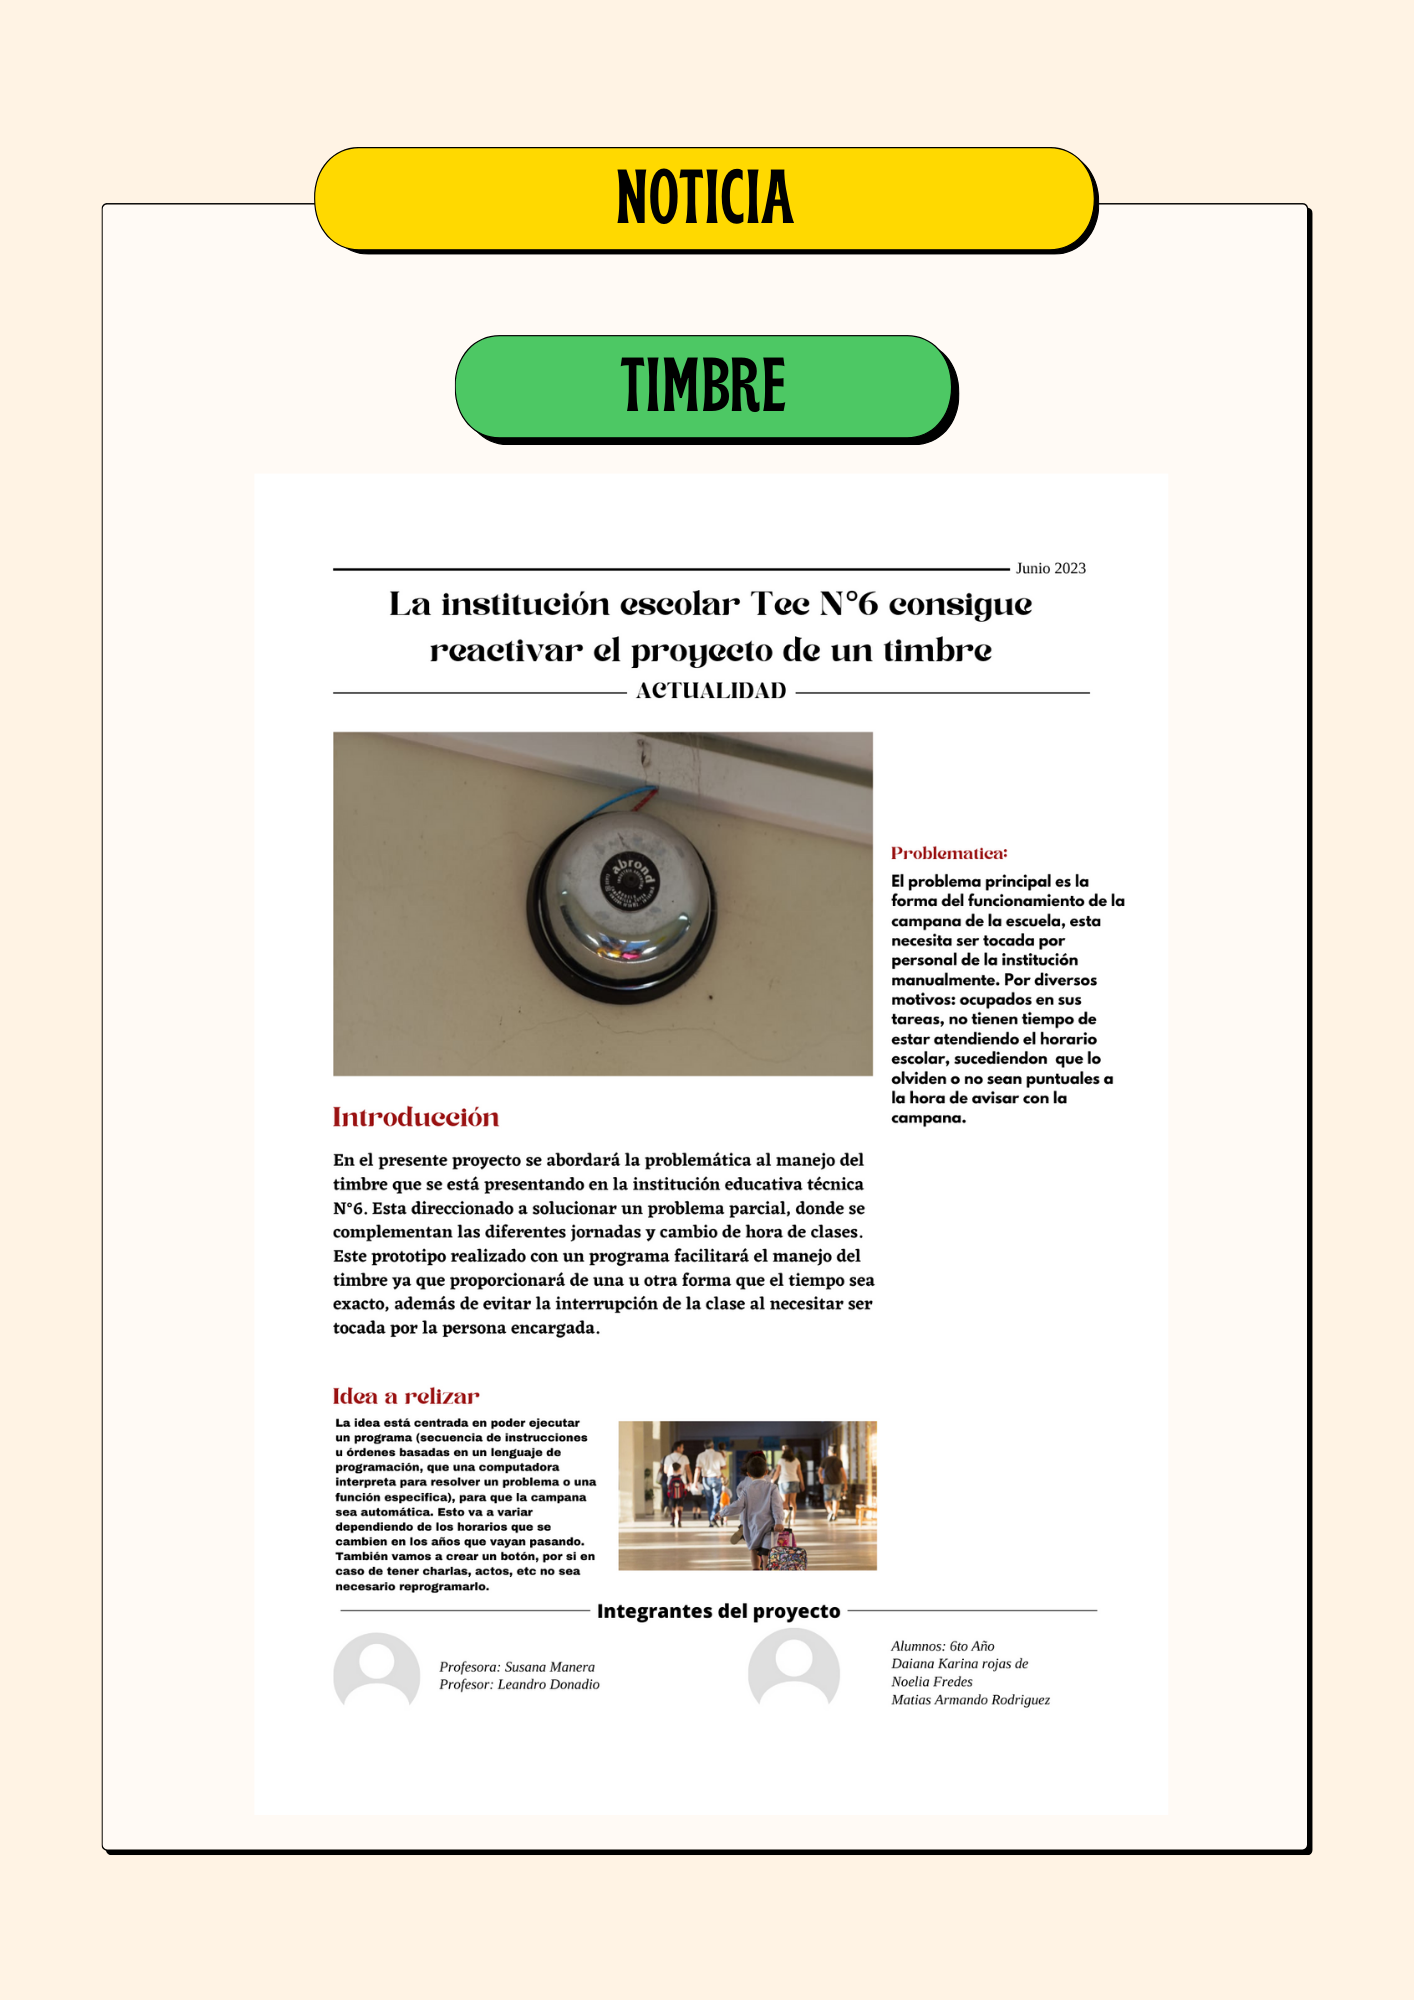 NOTICIA
TIMBRE
Junio 2023
La institución escolar Tec N°6 consigue
reactivar el proyecto de un timbre
ACTUALIDAD
abrond
Problematica:
El problema principal es la
forma del funcionamiento de la
campana de la escuela, esta
necesita ser tocada por
personal de la institución
manualmente. Por diversos
motivos: ocupados en sus
tareas, no tienen tiempo de
estar atendiendo el horario
escolar, sucediendon  que lo
olviden o no sean puntuales a
la hora de avisar con la
campana.
Introducción
En el presente proyecto se abordará la problemática al manejo del
timbre que se está presentando en la institución educativa técnica
N°6. Esta direccionado a solucionar un problema parcial, donde se
complementan las diferentes jornadas y cambio de hora de clases.
Este prototipo realizado con un programa facilitará el manejo del
timbre ya que proporcionará de una u otra forma que el tiempo sea
exacto, además de evitar la interrupción de la clase al necesitar ser
tocada por la persona encargada.
Idea a relizar
La idea está centrada en poder ejecutar
un programa (secuencia de instrucciones
u órdenes basadas en un lenguaje de
programación, que una computadora
interpreta para resolver un problema o una
función especifica), para que la campana
sea automática. Esto va a variar
dependiendo de los horarios que se
cambien en los años que vayan pasando.
También vamos a crear un botón, por si en
caso de tener charlas, actos, etc no sea
necesario reprogramarlo.
Integrantes del proyecto
Profesora: Susana Manera
Profesor: Leandro Donadio
Alumnos: 6to Año
Daiana Karina rojas de
Noelia Fredes
Matias Armando Rodriguez